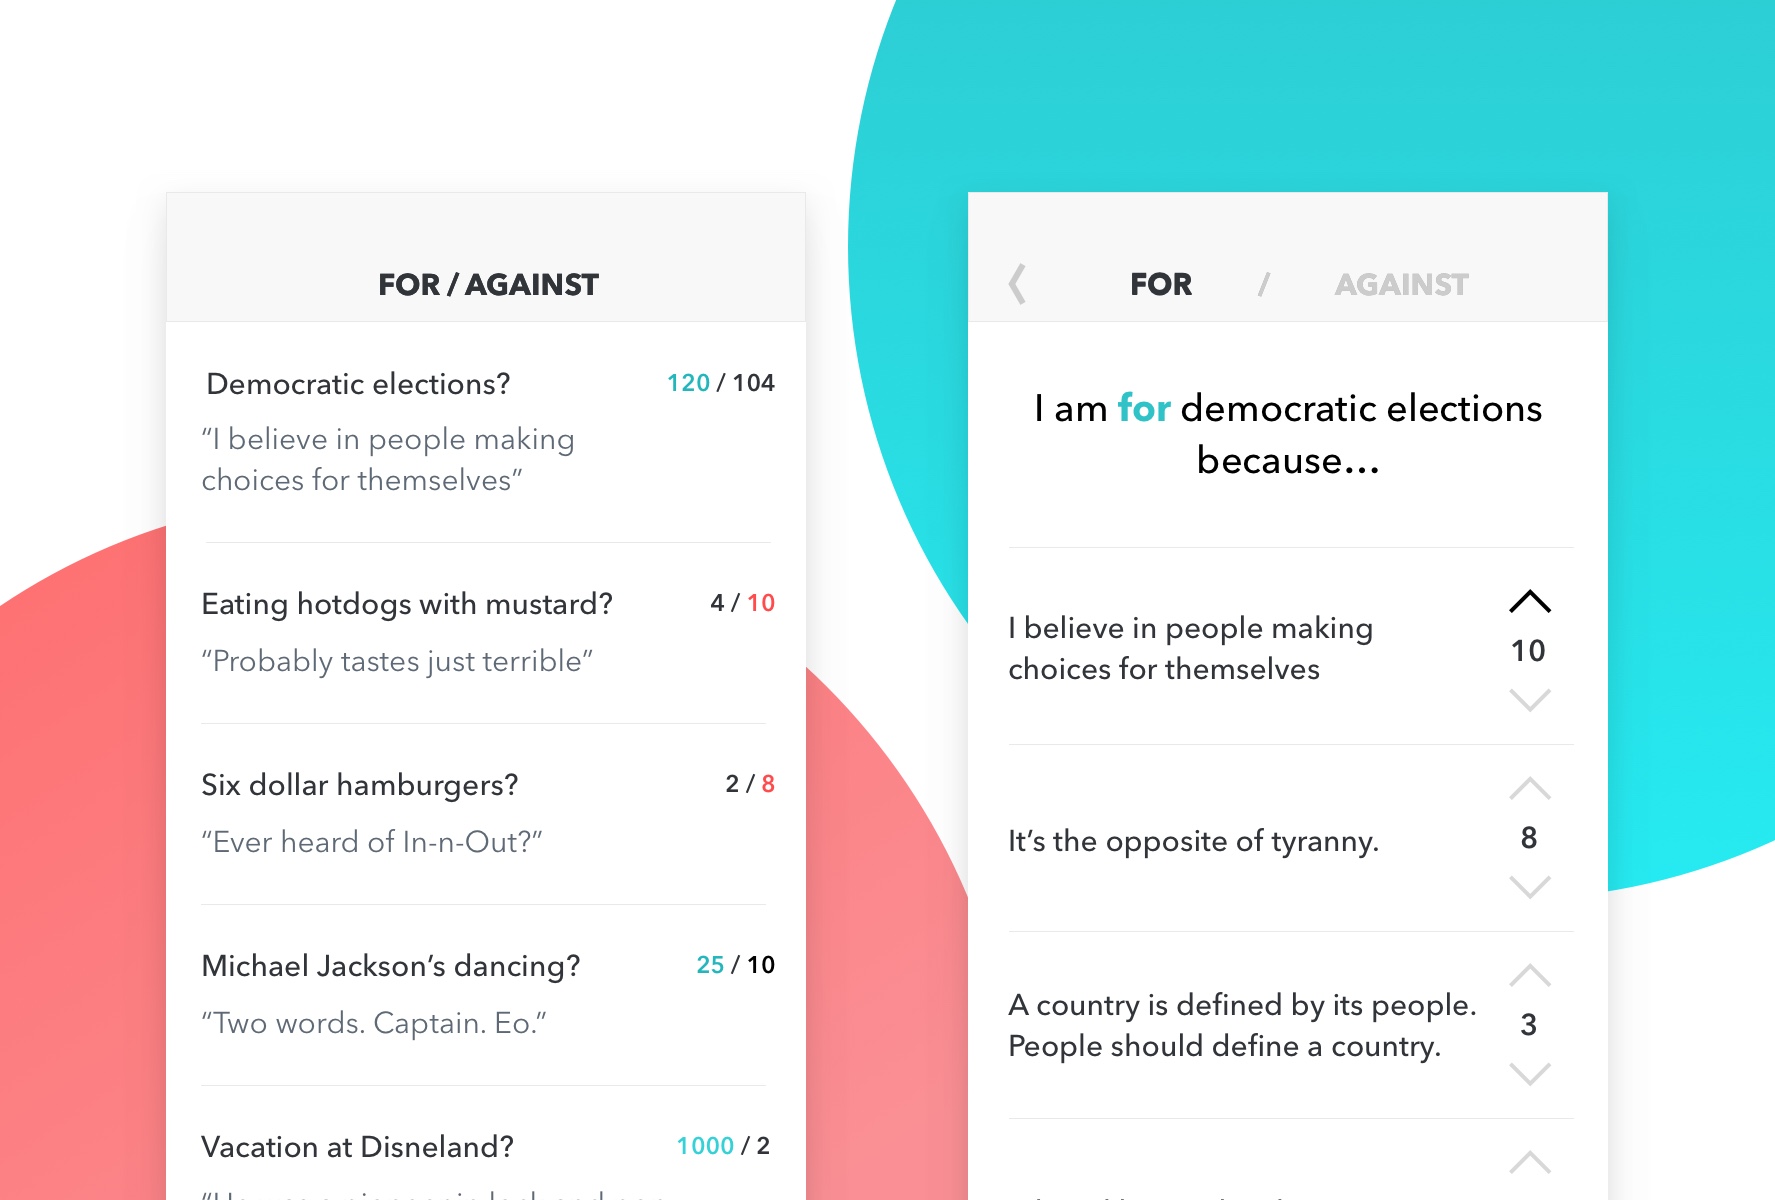 FOR / AGAINST
Democratic elections? 120 / 104
“I believe in people making
choices for themselves”
Eating hotdogs with mustard? 4 / 10
“Probably tastes just terrible”
Six dollar hamburgers? 2 / 8
“Ever heard of In-n-Out?”
Michael Jackson’s dancing? 25 / 10
“Two words. Captain. Eo.”
Vacation at Disneland? 1000 / 2
FOR / AGAINST
I am for democratic elections
because...
I believe in people making
choices for themselves
10
It’s the opposite of tyranny.
8
A country is defined by its people.
People should define a country.
3